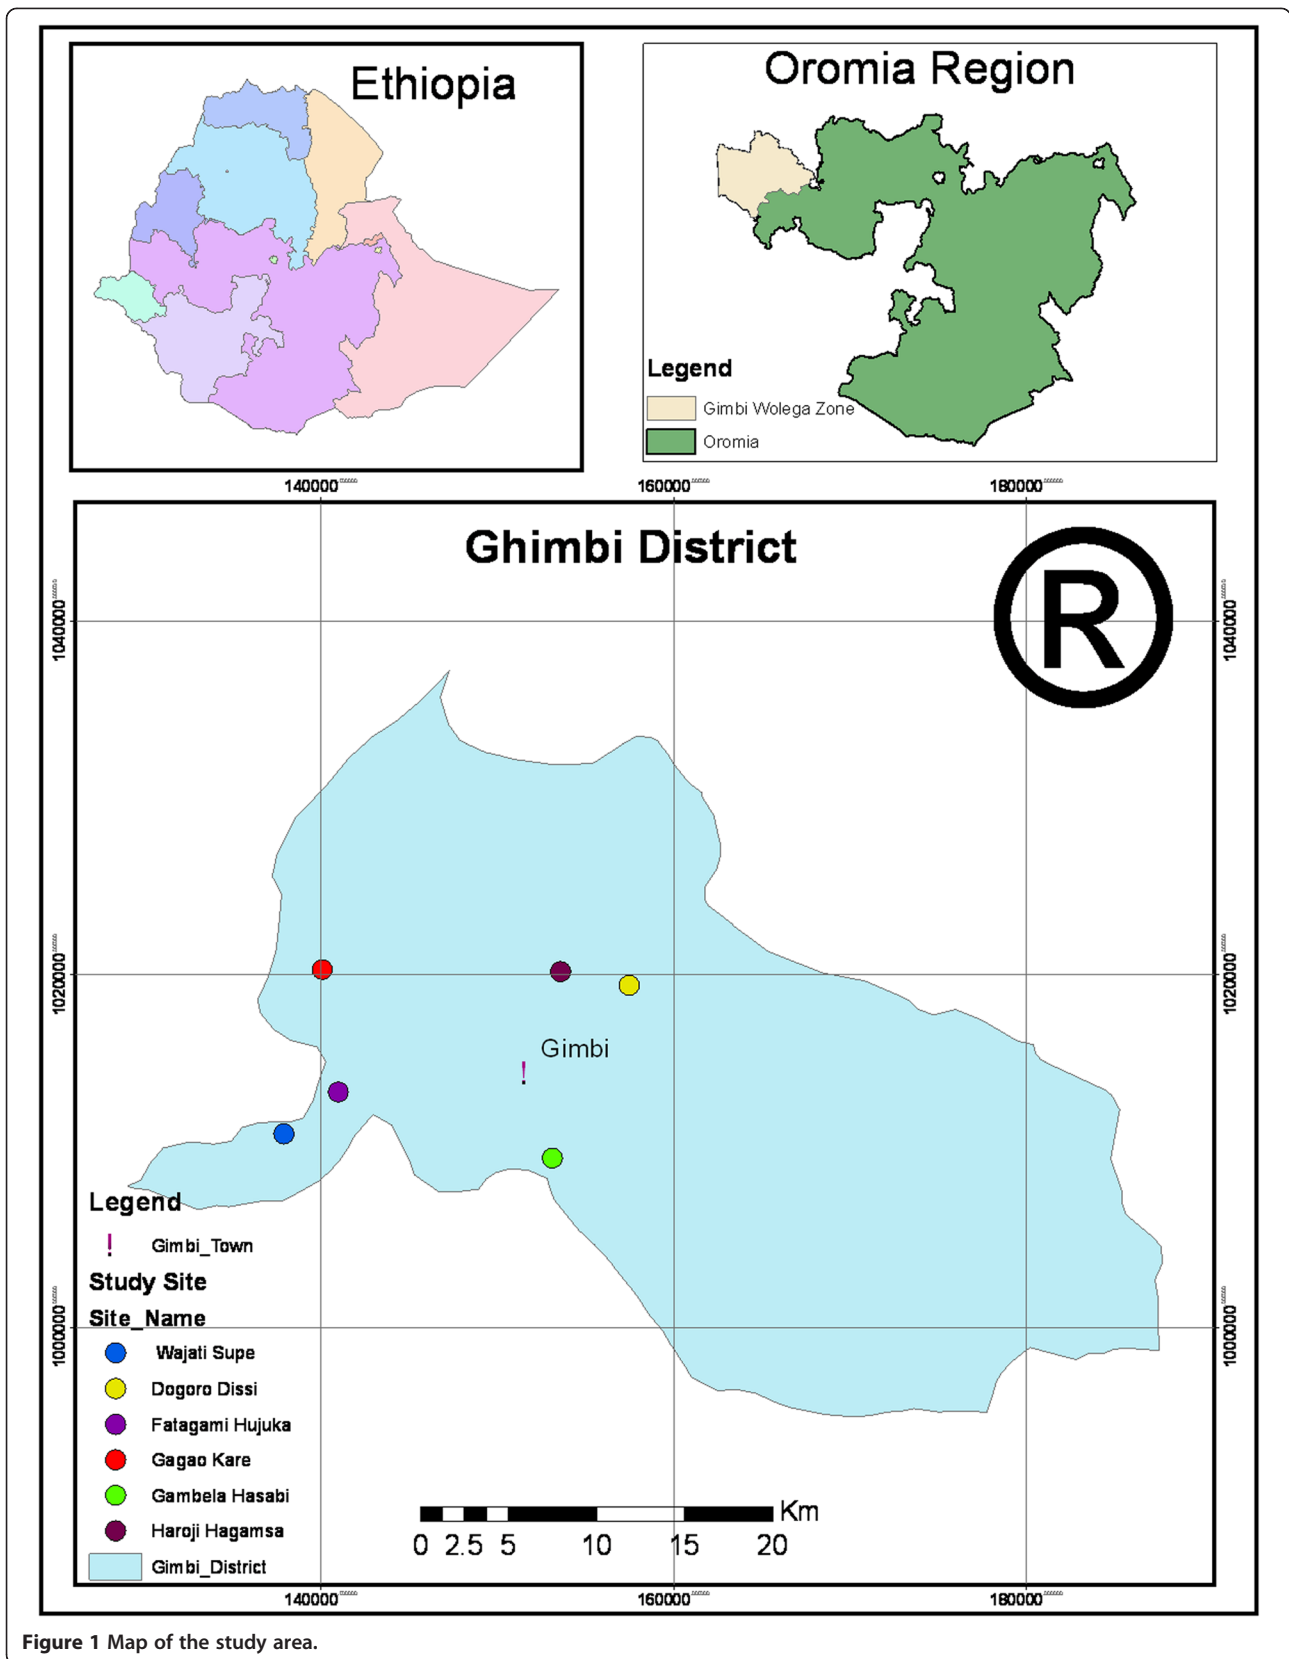 Ethiopia
Oromia Region
Legend
Gimbi Wolega Zone
Oromia
140000
160000
180000
Ghimbi District
R
1040000
1040000
1020000
1020000
Gimbi
!
1000000
1000000
Legend
! Gimbi_Town
Study Site
Site_Name
Wajati Supe
Dogoro Dissi
Fatagami Hujuka
Gagao Kare
Gambela Hasabi
Haroji Hagamsa
Gimbi_District
Km
0 2.5 5 10 15 20
140000
160000
180000
Figure 1 Map of the study area.